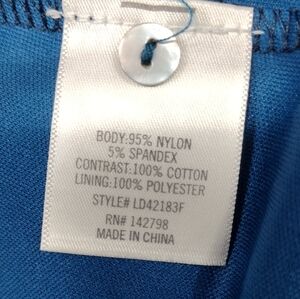 BODY:95% NYLON
5% SPANDEX
CONTRAST:100% COTTON
LINING:100% POLYESTER
STYLE# LD42183F
RN# 142798
MADE IN CHINA